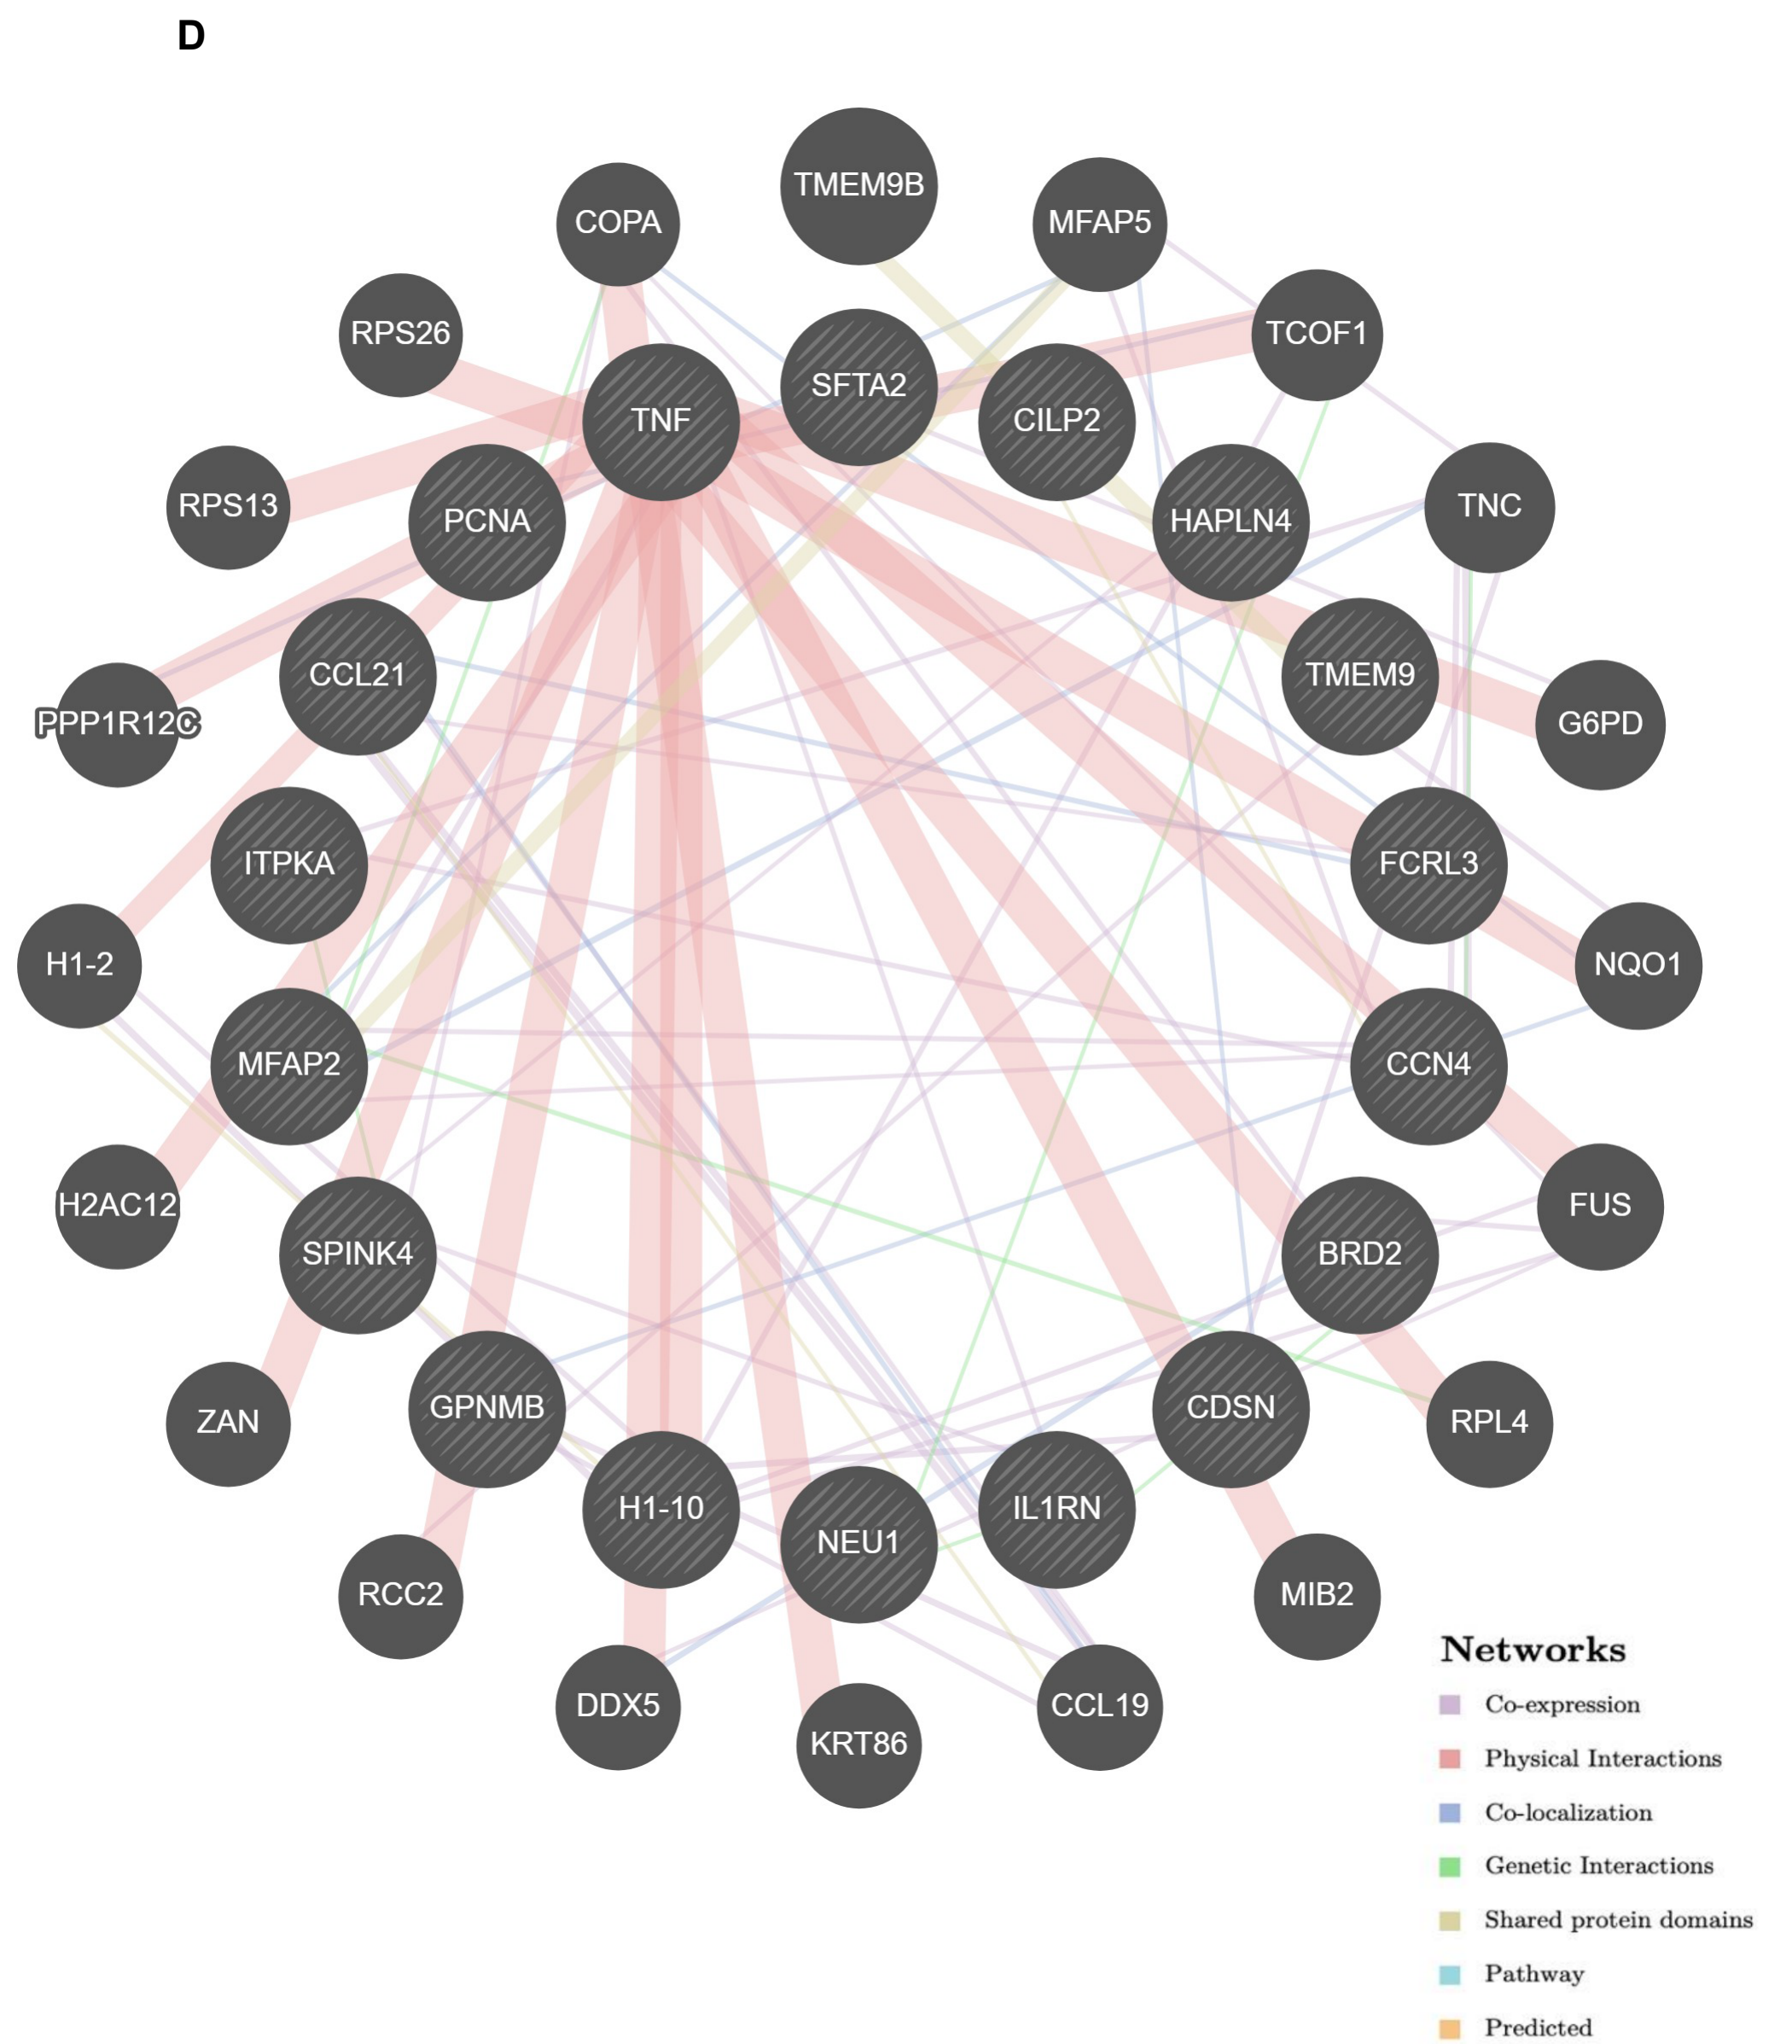 D
TMEM9B
COPA
MFAP5
RPS26
TCOF1
SFTA2
TNF
CILP2
RPS13
PCNA
HAPLN4
TNC
CCL21
TMEM9
PPP1R12C
G6PD
ITPKA
FCRL3
H1-2
NQO1
MFAP2
CCN4
H2AC12
FUS
SPINK4
BRD2
GPNMB
CDSN
ZAN
RPL4
H1-10
IL1RN
NEU1
RCC2
MIB2
DDX5
CCL19
KRT86
Networks
Co-expression
Physical Interactions
Co-localization
Genetic Interactions
Shared protein domains
Pathway
Predicted